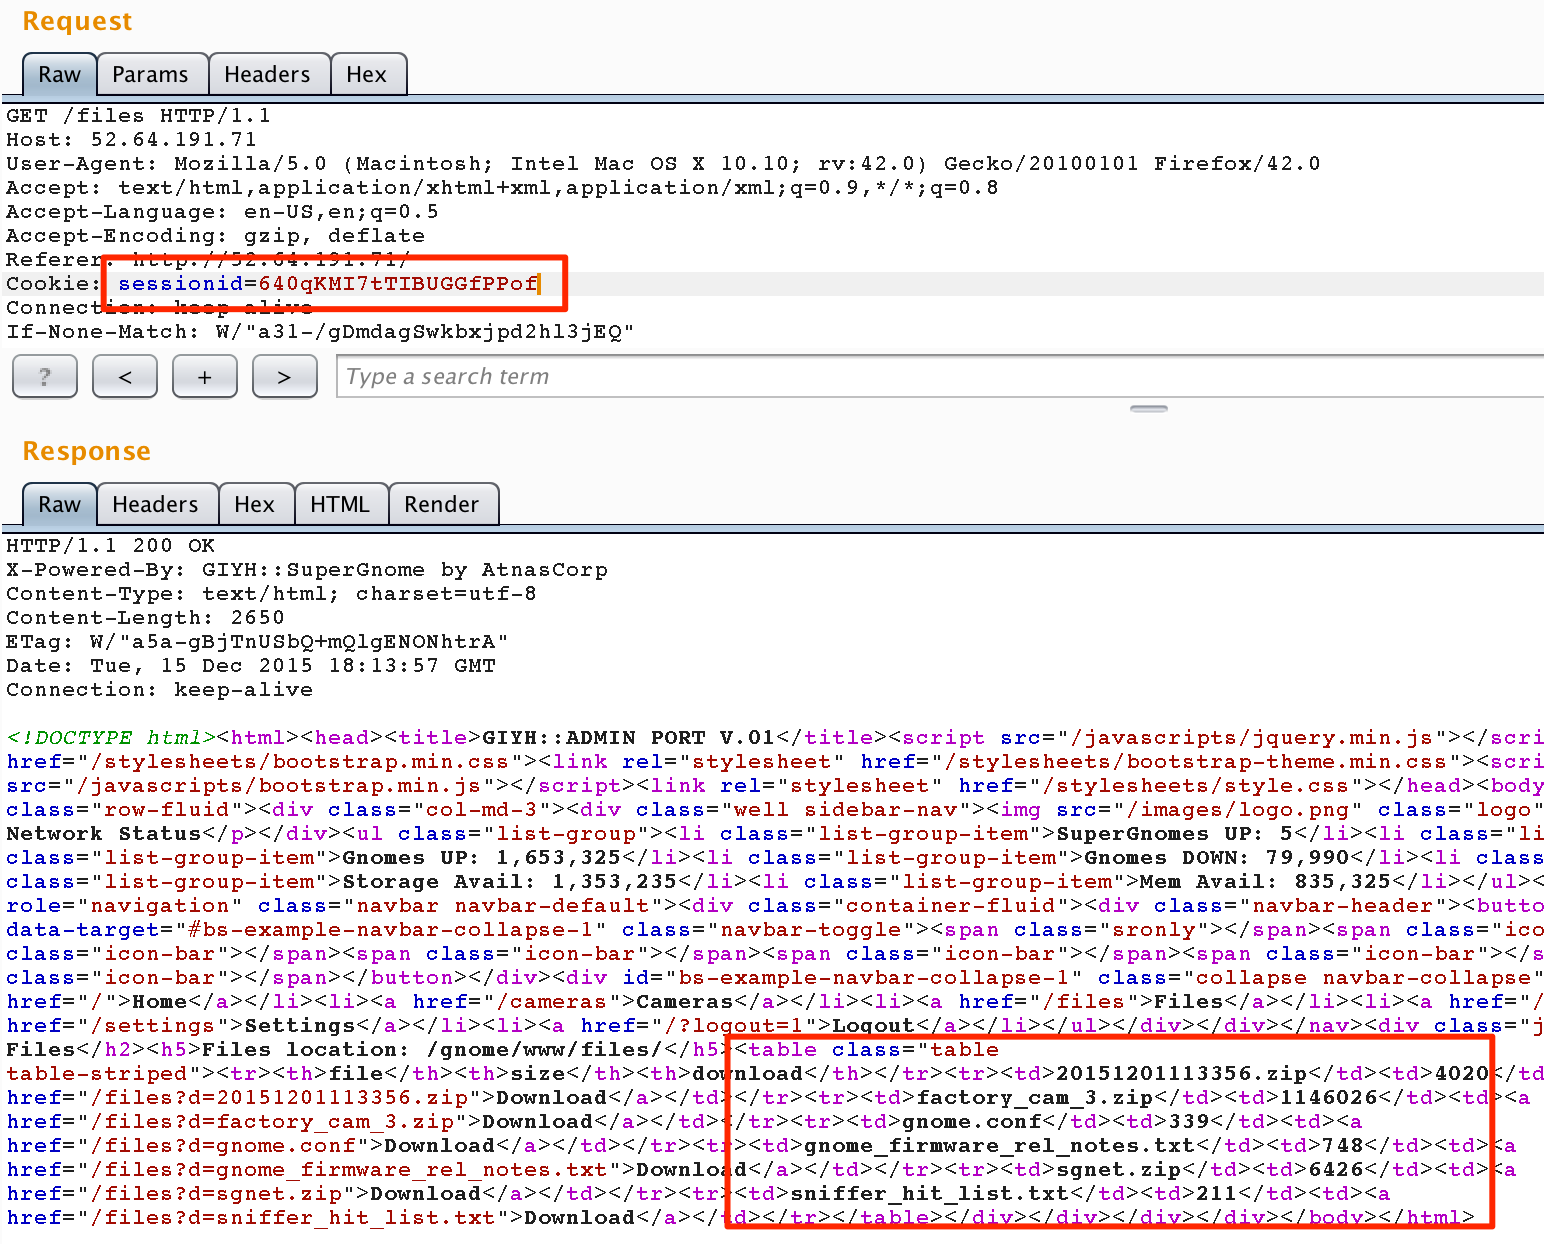 Request
Raw Params Headers Hex
GET /files HTTP/1.1
Host: 52.64.191.71
User-Agent: Mozilla/5.0 (Macintosh; Intel Mac OS X 10.10; rv:42.0) Gecko/20100101 Firefox/42.0
Accept: text/html,application/xhtml+xml,application/xml;q=0.9,*/*;q=0.8
Accept-Language: en-US,en;q=0.5
Accept-Encoding: gzip, deflate
Referer: http://52.64.191.71/
Cookie: sessionid=640qKMI7tTIBUGGfPPof
Connection: keep-alive
If-None-Match: W/"a31-/gDmdagSwkbxjpd2hl3jEQ"
? < + > Type a search term
Response
Raw Headers Hex HTML Render
HTTP/1.1 200 OK
X-Powered-By: GIYH::SuperGnome by AtnasCorp
Content-Type: text/html; charset=utf-8
Content-Length: 2650
ETag: W/"a5a-gBjTnUSbQ+mQlgENONhtrA"
Date: Tue, 15 Dec 2015 18:13:57 GMT
Connection: keep-alive
<!DOCTYPE html><html><head><title>GIYH::ADMIN PORT V.01</title><script src="/javascripts/jquery.min.js"></scri
href="/stylesheets/bootstrap.min.css"><link rel="stylesheet" href="/stylesheets/bootstrap-theme.min.css"><scri
src="/javascripts/bootstrap.min.js"></script><link rel="stylesheet" href="/stylesheets/style.css"></head><body
class="row-fluid"><div class="col-md-3"><div class="well sidebar-nav"><img src="/images/logo.png" class="logo"
Network Status</p></div><ul class="list-group"><li class="list-group-item">SuperGnomes UP: 5</li><li class="li
class="list-group-item">Gnomes UP: 1,653,325</li><li class="list-group-item">Gnomes DOWN: 79,990</li><li class
class="list-group-item">Storage Avail: 1,353,235</li><li class="list-group-item">Mem Avail: 835,325</li></ul><
role="navigation" class="navbar navbar-default"><div class="container-fluid"><div class="navbar-header"><butto
data-target="#bs-example-navbar-collapse-1" class="navbar-toggle"><span class="sronly"></span><span class="ico
class="icon-bar"></span><span class="icon-bar"></span><span class="icon-bar"></span><span class="icon-bar"></s
class="icon-bar"></span></button></div><div id="bs-example-navbar-collapse-1" class="collapse navbar-collapse"
href="/">Home</a></li><li><a href="/cameras">Cameras</a></li><li><a href="/files">Files</a></li><li><a href="/
href="/settings">Settings</a></li><li><a href="/?logout=1">Logout</a></li></ul></div></div></nav><div class="j
Files</h2><h5>Files location: /gnome/www/files/</h5><table class="table
table-striped"><tr><th>file</th><th>size</th><th>download</th></tr><tr><td>20151201113356.zip</td><td>4020</td
href="/files?d=20151201113356.zip">Download</a></td></tr><tr><td>factory_cam_3.zip</td><td>1146026</td><td><a
href="/files?d=factory_cam_3.zip">Download</a></td></tr><tr><td>gnome.conf</td><td>339</td><td><a
href="/files?d=gnome.conf">Download</a></td></tr><tr><td>gnome_firmware_rel_notes.txt</td><td>748</td><td><a
href="/files?d=gnome_firmware_rel_notes.txt">Download</a></td></tr><tr><td>sgnet.zip</td><td>6426</td><td><a
href="/files?d=sgnet.zip">Download</a></td></tr><tr><td>sniffer_hit_list.txt</td><td>211</td><td><a
href="/files?d=sniffer_hit_list.txt">Download</a></td></tr></table></div></div></div></div></body></html>